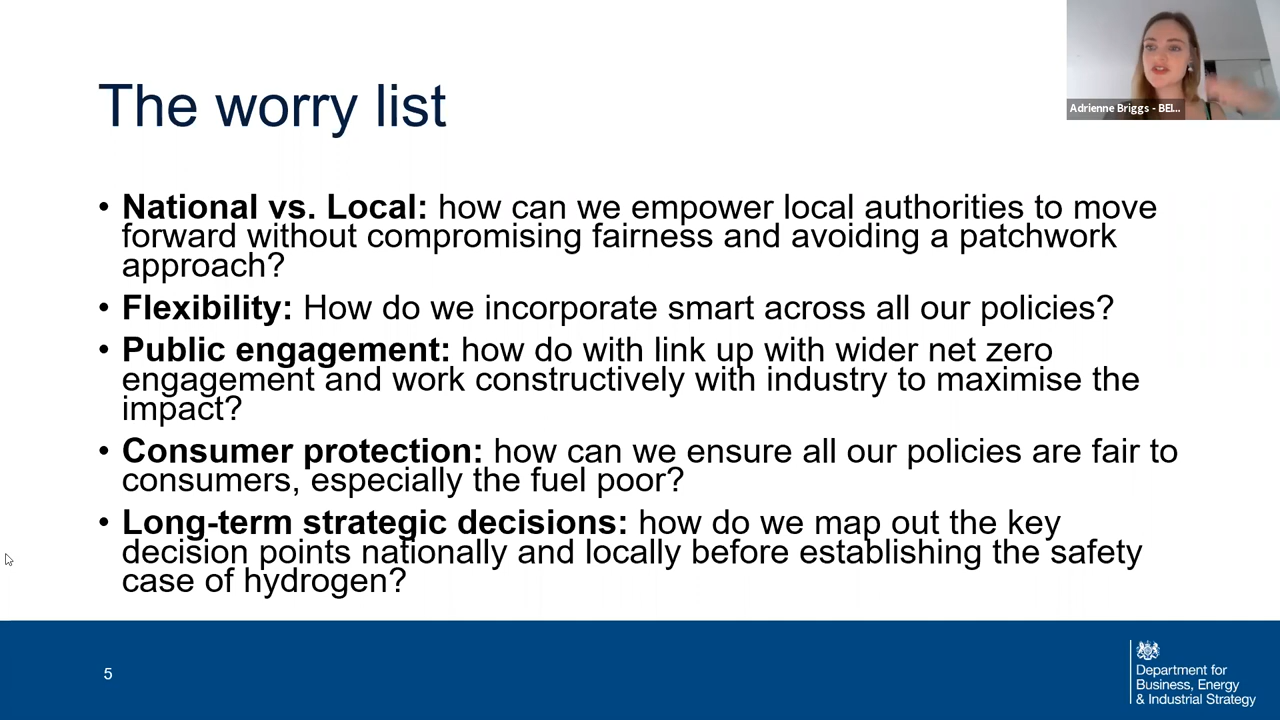 The worry list
Adrienne Briggs - BEI...
• National vs. Local: how can we empower local authorities to move
forward without compromising fairness and avoiding a patchwork
approach?
• Flexibility: How do we incorporate smart across all our policies?
• Public engagement: how do with link up with wider net zero
engagement and work constructively with industry to maximise the
impact?
• Consumer protection: how can we ensure all our policies are fair to
consumers, especially the fuel poor?
• Long-term strategic decisions: how do we map out the key
decision points nationally and locally before establishing the safety
case of hydrogen?
5
Department for
Business, Energy
& Industrial Strategy